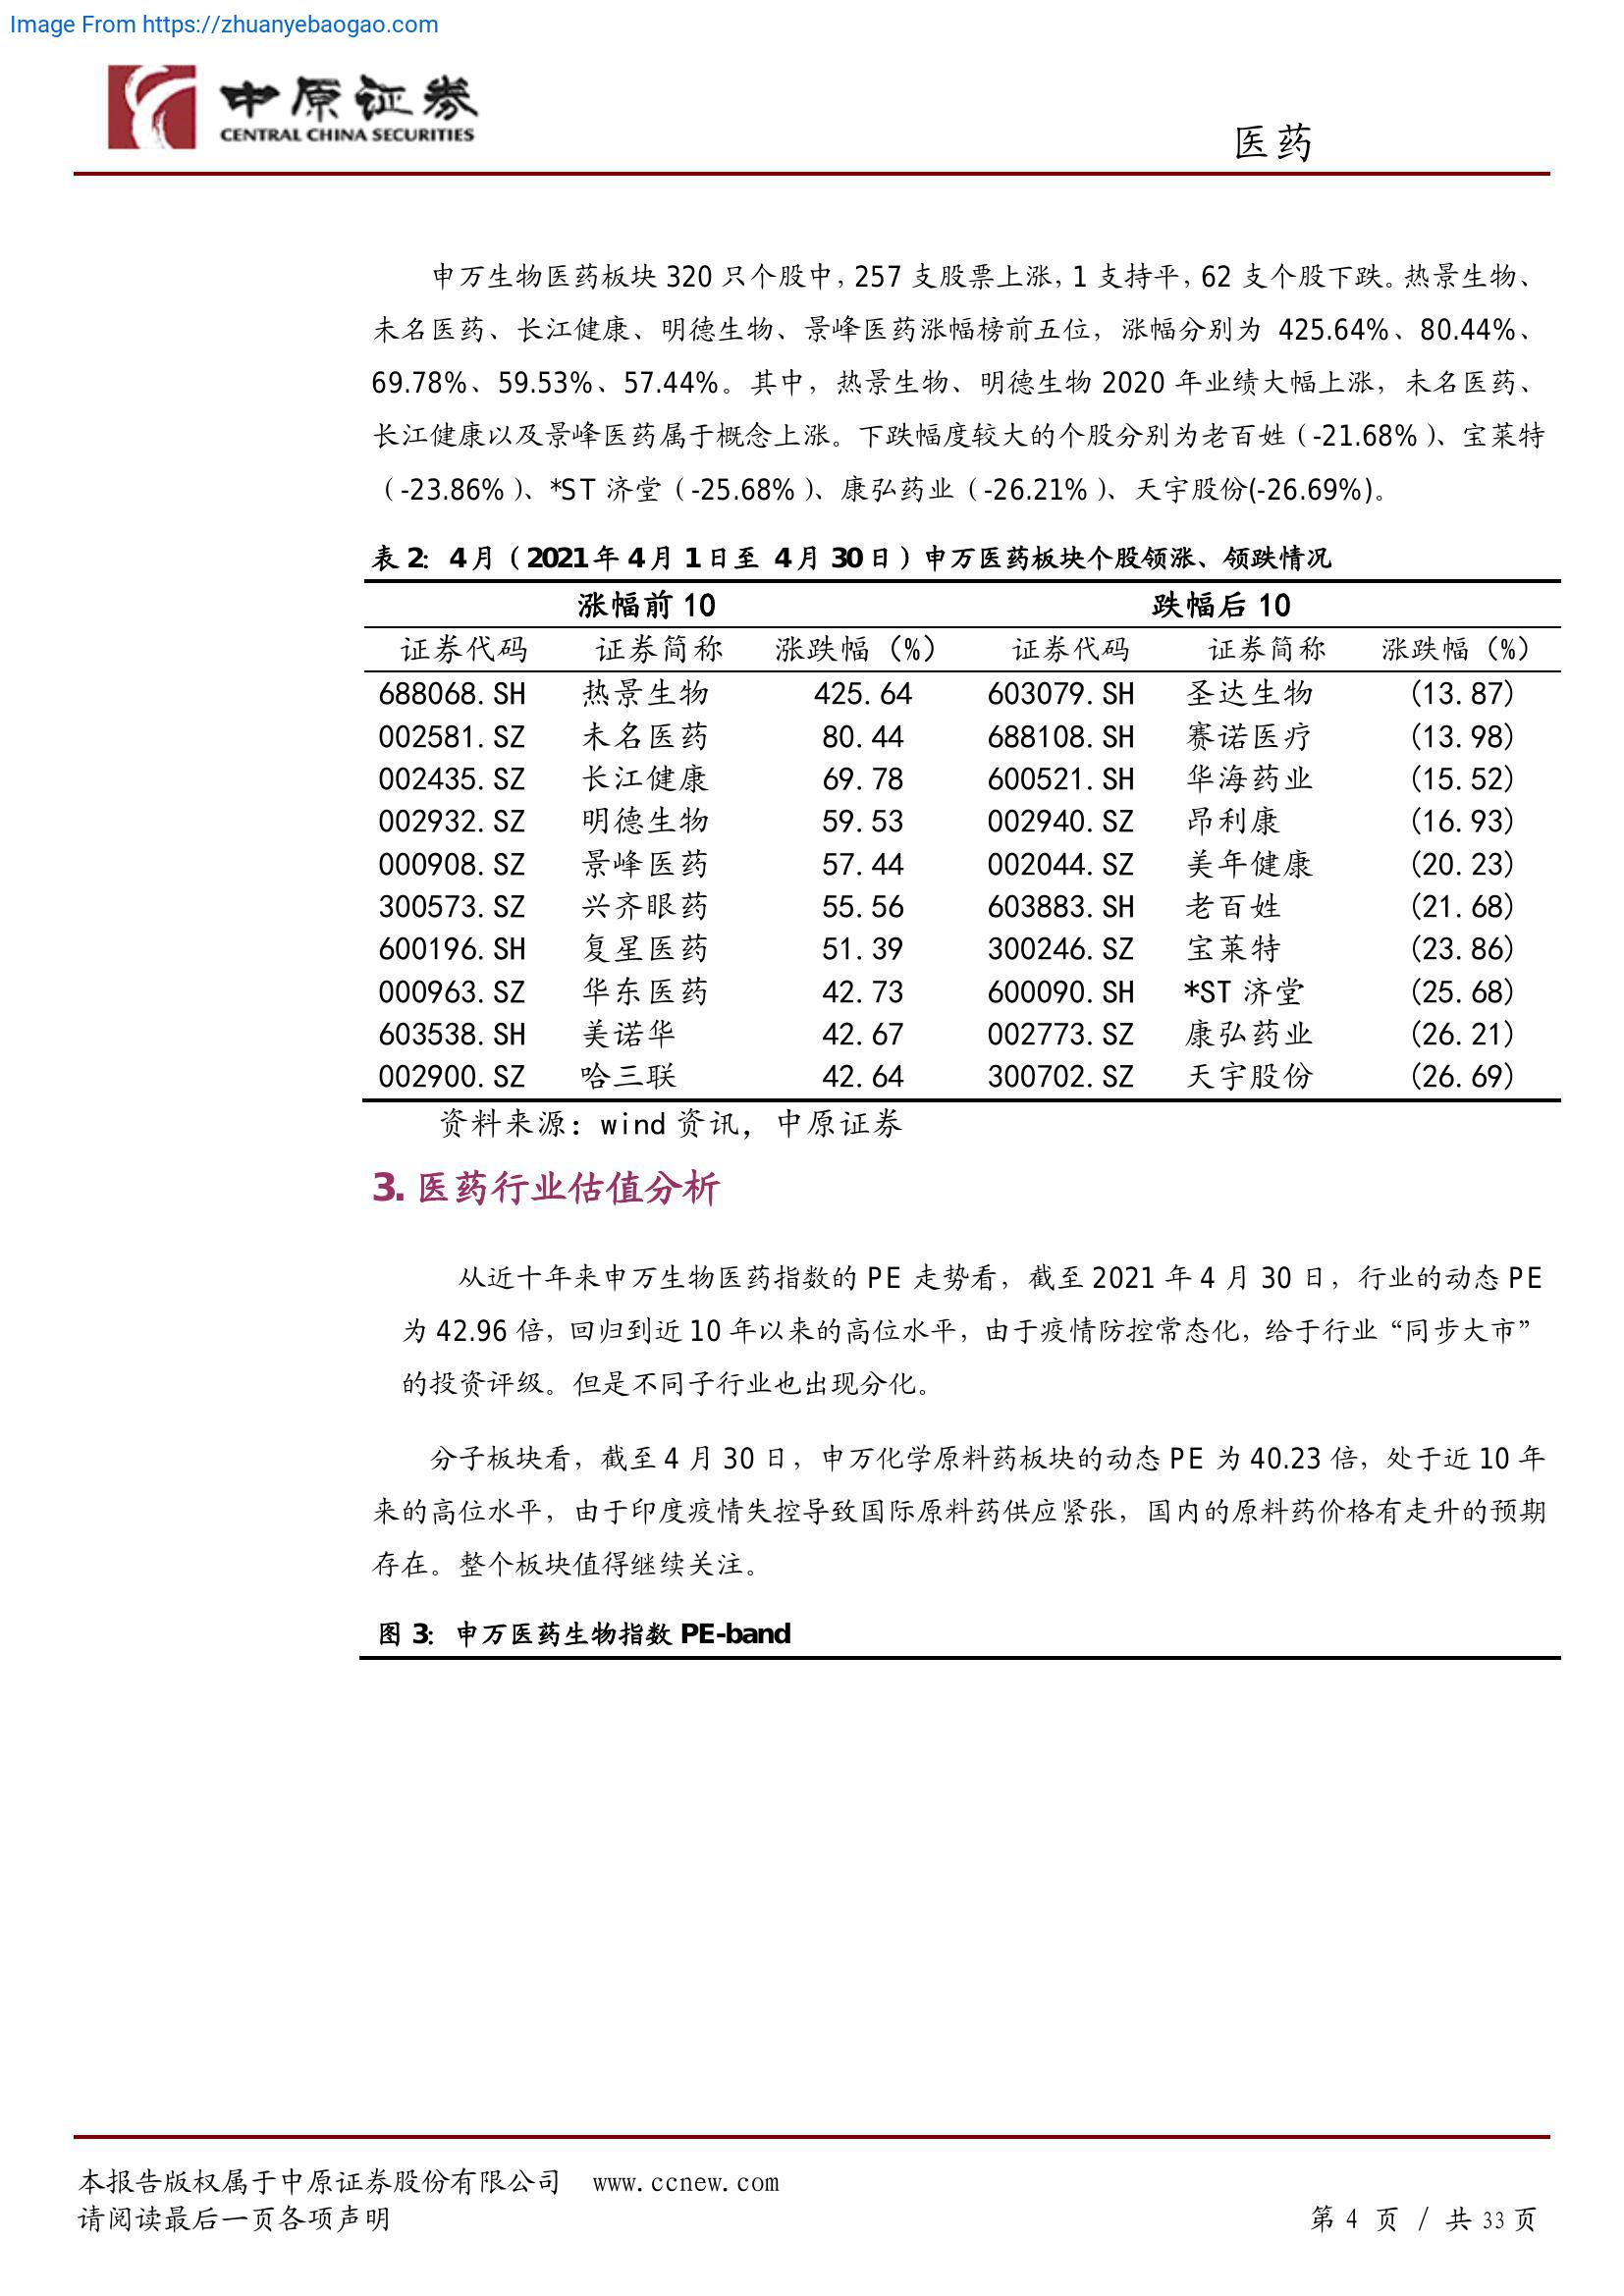 Image From https://zhuanyebaogao.com
中原证券
CENTRAL CHINA SECURITIES
医药
申万生物医药板块 320 只个股中，257 支股票上涨，1 支持平，62 支个股下跌。热景生物、
未名医药、长江健康、明德生物、景峰医药涨幅榜前五位，涨幅分别为 425.64%、80.44%、
69.78%、59.53%、57.44%。其中，热景生物、明德生物 2020 年业绩大幅上涨，未名医药、
长江健康以及景峰医药属于概念上涨。下跌幅度较大的个股分别为老百姓（-21.68%）、宝莱特
（-23.86%）、*ST 济堂（-25.68%）、康弘药业（-26.21%）、天宇股份(-26.69%)。
表 2: 4 月（2021 年 4 月 1 日至 4 月 30 日）申万医药板块个股领涨、领跌情况
涨幅前 10 跌幅后 10
证券代码 证券简称 涨跌幅（%） 证券代码 证券简称 涨跌幅（%）
688068.SH 热景生物 425.64 603079.SH 圣达生物 (13.87)
002581.SZ 未名医药 80.44 688108.SH 赛诺医疗 (13.98)
002435.SZ 长江健康 69.78 600521.SH 华海药业 (15.52)
002932.SZ 明德生物 59.53 002940.SZ 昂利康 (16.93)
000908.SZ 景峰医药 57.44 002044.SZ 美年健康 (20.23)
300573.SZ 兴齐眼药 55.56 603883.SH 老百姓 (21.68)
600196.SH 复星医药 51.39 300246.SZ 宝莱特 (23.86)
000963.SZ 华东医药 42.73 600090.SH *ST 济堂 (25.68)
603538.SH 美诺华 42.67 002773.SZ 康弘药业 (26.21)
002900.SZ 哈三联 42.64 300702.SZ 天宇股份 (26.69)
资料来源：wind 资讯，中原证券
3. 医药行业估值分析
从近十年来申万生物医药指数的 PE 走势看，截至 2021 年 4 月 30 日，行业的动态 PE
为 42.96 倍，回归到近 10 年以来的高位水平，由于疫情防控常态化，给于行业“同步大市”
的投资评级。但是不同子行业也出现分化。
分子板块看，截至 4 月 30 日，申万化学原料药板块的动态 PE 为 40.23 倍，处于近 10 年
来的高位水平，由于印度疫情失控导致国际原料药供应紧张，国内的原料药价格有走升的预期
存在。整个板块值得继续关注。
图 3: 申万医药生物指数 PE-band
本报告版权属于中原证券股份有限公司 www.ccnew.com
请阅读最后一页各项声明 第 4 页 / 共 33 页